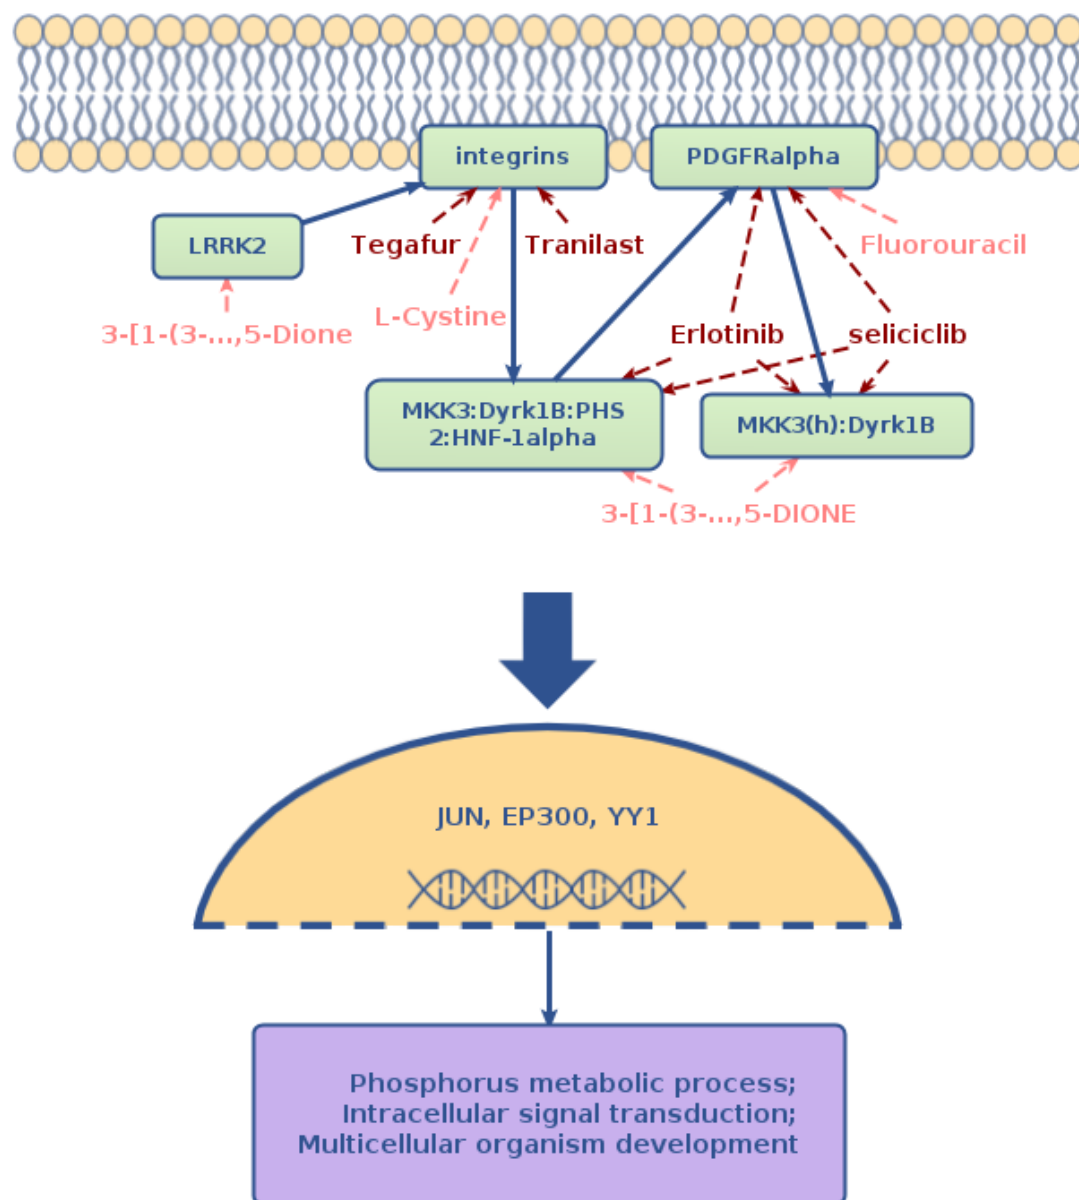 integrins
PDGFRalpha
LRRK2
Tegafur
Tranilast
Fluorouracil
L-Cystine
3-[1-(3-...,5-Dione
Erlotinib
seliciclib
MKK3:Dyrk1B:PHS
2:HNF-1alpha
MKK3(h):Dyrk1B
3-[1-(3-...,5-DIONE
JUN, EP300, YY1
Phosphorus metabolic process;
Intracellular signal transduction;
Multicellular organism development